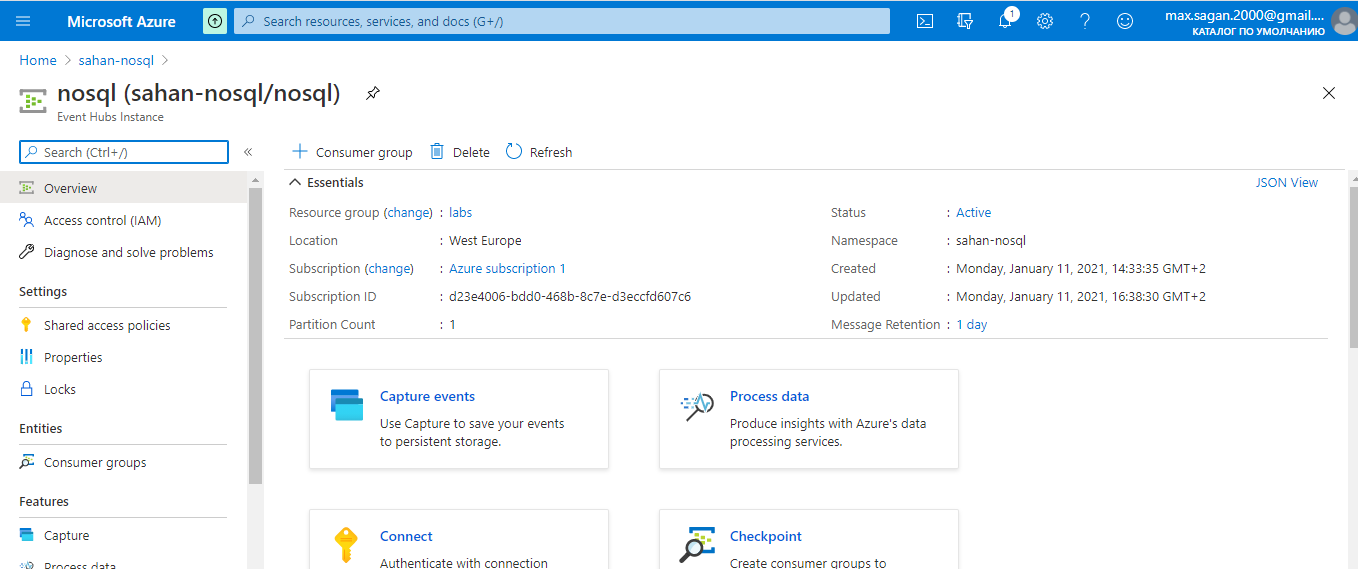 Microsoft Azure
Search resources, services, and docs (G+/)
1
max.sagan.2000@gmail....
КАТАЛОГ ПО УМОЛЧАНИЮ
Home > sahan-nosql >
nosql (sahan-nosql/nosql)
Event Hubs Instance
Search (Ctrl+/)
«
Overview
Access control (IAM)
Diagnose and solve problems
Settings
Shared access policies
Properties
Locks
Entities
Consumer groups
Features
Capture
Process data
Consumer group
Delete
Refresh
Essentials
JSON View
Resource group (change) : labs
Location : West Europe
Subscription (change) : Azure subscription 1
Subscription ID : d23e4006-bdd0-468b-8c7e-d3eccfd607c6
Partition Count : 1
Status : Active
Namespace : sahan-nosql
Created : Monday, January 11, 2021, 14:33:35 GMT+2
Updated : Monday, January 11, 2021, 16:38:30 GMT+2
Message Retention : 1 day
Capture events
Use Capture to save your events
to persistent storage.
Process data
Produce insights with Azure's data
processing services.
Connect
Authenticate with connection
Checkpoint
Create consumer groups to